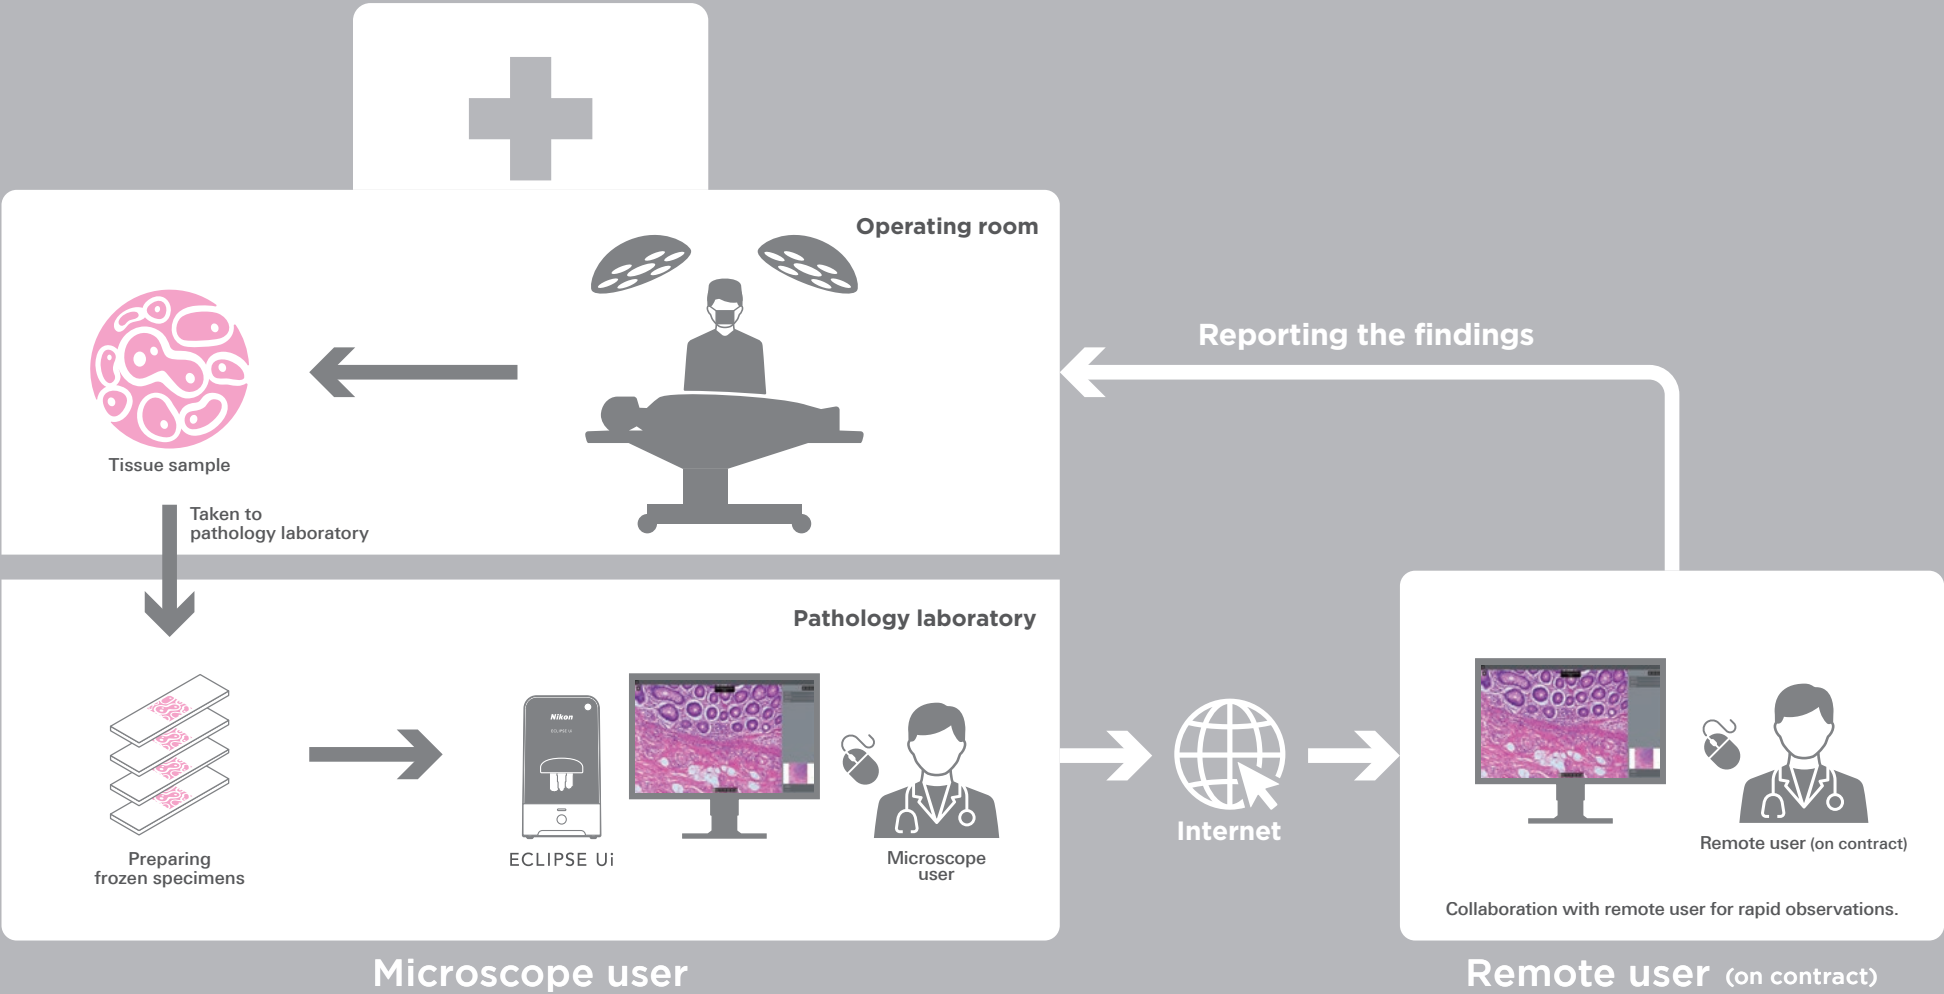 Operating room
Reporting the findings
Tissue sample
Taken to
pathology laboratory
Pathology laboratory
Nikon
ECLIPSE Ui
Preparing
frozen specimens
ECLIPSE Ui
Microscope
user
Internet
Remote user (on contract)
Collaboration with remote user for rapid observations.
Microscope user
Remote user (on contract)